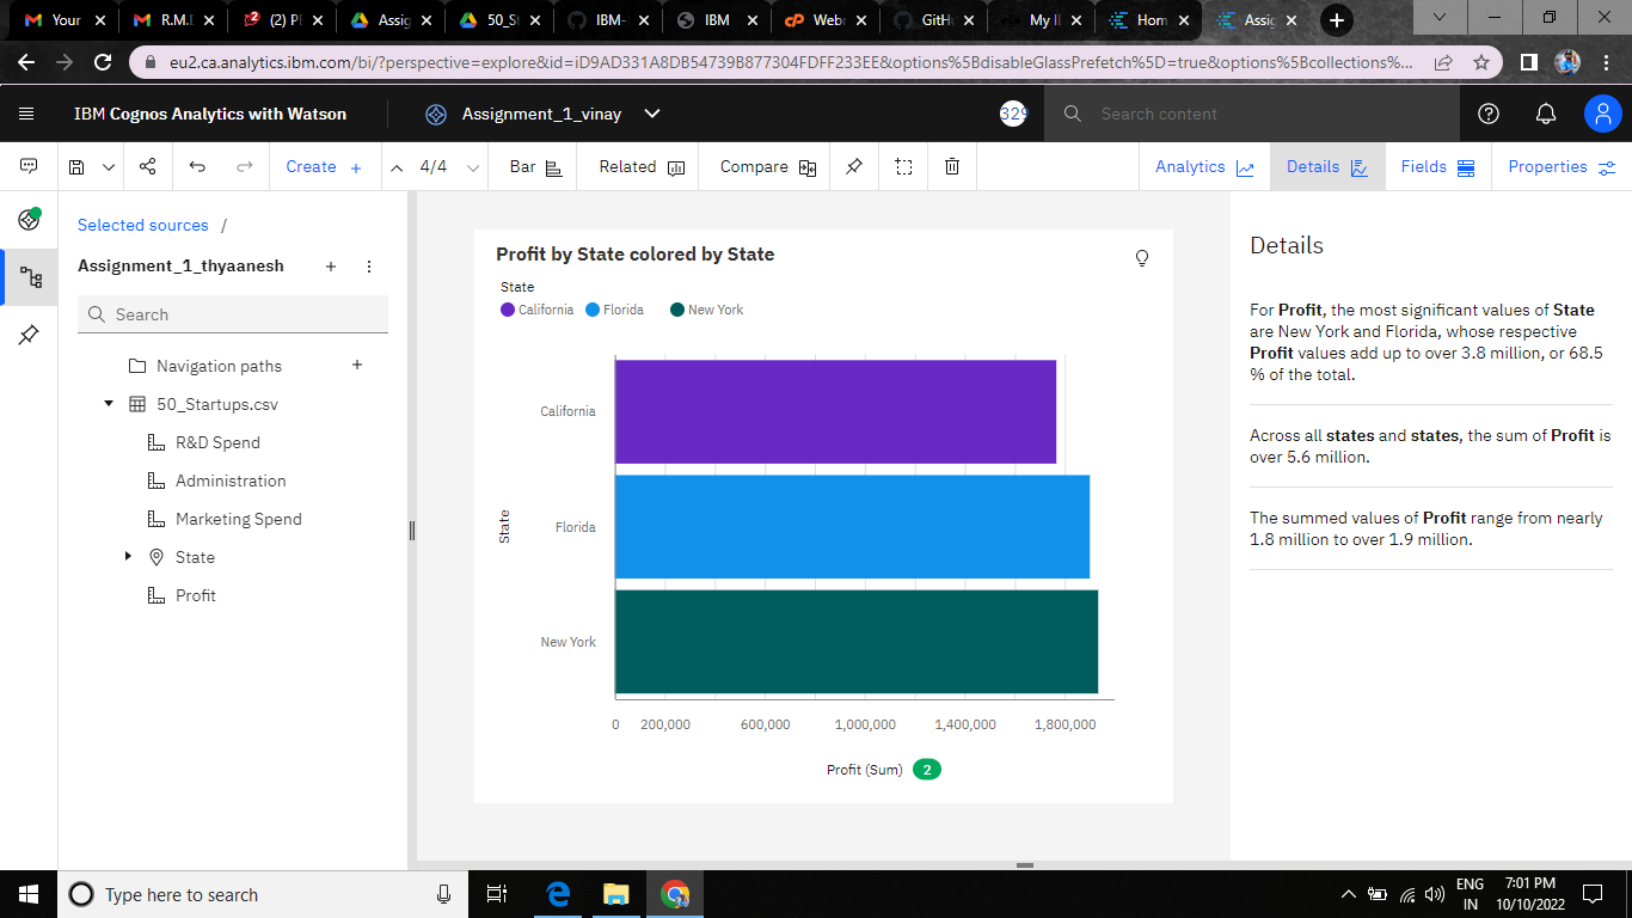 Your
R.M.
(2) P
Assig
50_St
IBM-
IBM
Webr
GitH
My I
Hom
Assig
eu2.ca.analytics.ibm.com/bi/?perspective=explore&id=iD9AD331A8DB54739B877304FDFF233EE&options%5BdisableGlassPrefetch%5D=true&options%5Bcollections%...
IBM Cognos Analytics with Watson
Assignment_1_vinay
329
Search content
Create +
4/4
Bar
Related
Compare
Analytics
Details
Fields
Properties
Selected sources /
Assignment_1_thyaanesh
Search
Navigation paths
50_Startups.csv
R&D Spend
Administration
Marketing Spend
State
Profit
Profit by State colored by State
State
California Florida New York
State
California
Florida
New York
0 200,000 600,000 1,000,000 1,400,000 1,800,000
Profit (Sum) 2
Details
For Profit, the most significant values of State
are New York and Florida, whose respective
Profit values add up to over 3.8 million, or 68.5
% of the total.
Across all states and states, the sum of Profit is
over 5.6 million.
The summed values of Profit range from nearly
1.8 million to over 1.9 million.
Type here to search
ENG
IN
7:01 PM
10/10/2022